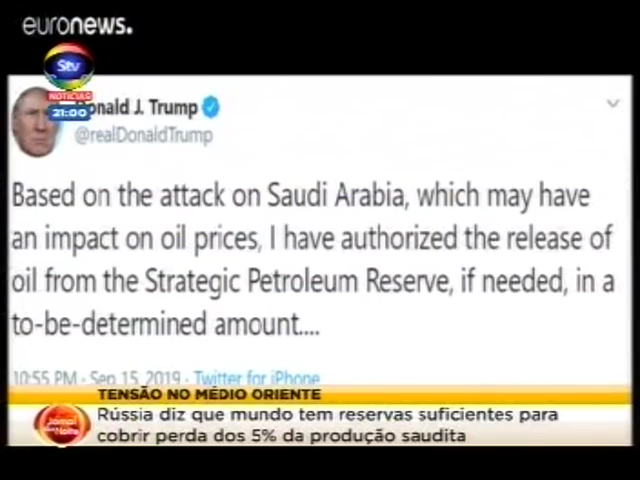 euronews.
Stv
NOTÍCIAS
21:00
Donald J. Trump
@realDonaldTrump
Based on the attack on Saudi Arabia, which may have
an impact on oil prices, I have authorized the release of
oil from the Strategic Petroleum Reserve, if needed, in a
to-be-determined amount....
10:55 PM - Sep 15, 2019 - Twitter for iPhone
TENSÃO NO MÉDIO ORIENTE
Jornal da Noite
Rússia diz que mundo tem reservas suficientes para
cobrir perda dos 5% da produção saudita